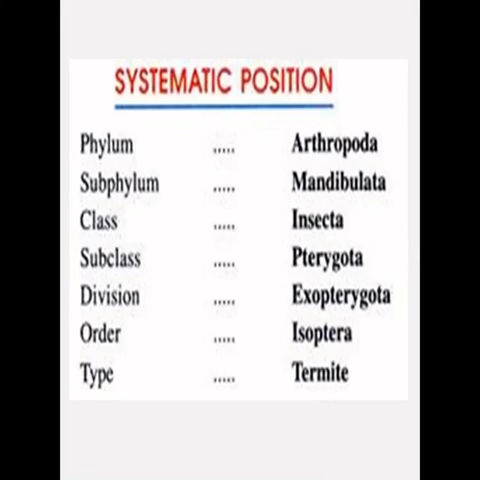 SYSTEMATIC POSITION
Phylum ..... Arthropoda
Subphylum ..... Mandibulata
Class ..... Insecta
Subclass ..... Pterygota
Division ..... Exopterygota
Order ..... Isoptera
Type ..... Termite